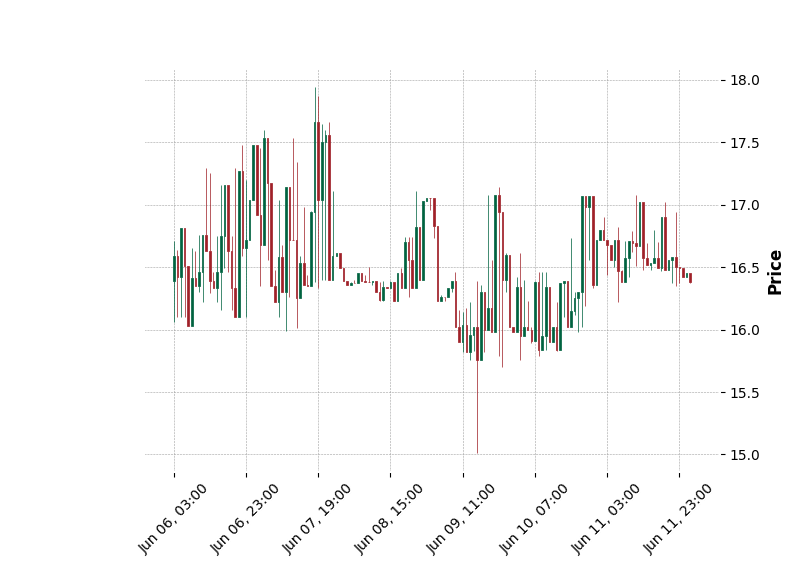 18.0
17.5
17.0
16.5
16.0
15.5
15.0
Price
Jun 06, 03:00
Jun 06, 23:00
Jun 07, 19:00
Jun 08, 15:00
Jun 09, 11:00
Jun 10, 07:00
Jun 11, 03:00
Jun 11, 23:00